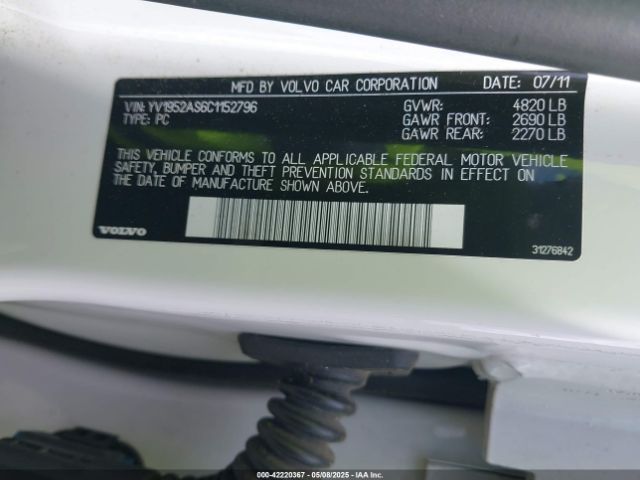 MFD BY VOLVO CAR CORPORATION DATE: 07/11
VIN: YV1952AS6C1152796 GVWR: 4820 LB
TYPE: PC GAWR FRONT: 2690 LB
GAWR REAR: 2270 LB
THIS VEHICLE CONFORMS TO ALL APPLICABLE FEDERAL MOTOR VEHICLE
SAFETY, BUMPER AND THEFT PREVENTION STANDARDS IN EFFECT ON
THE DATE OF MANUFACTURE SHOWN ABOVE.
VOLVO 31276842
000-42220367 - 05/08/2025 - IAA Inc. ©